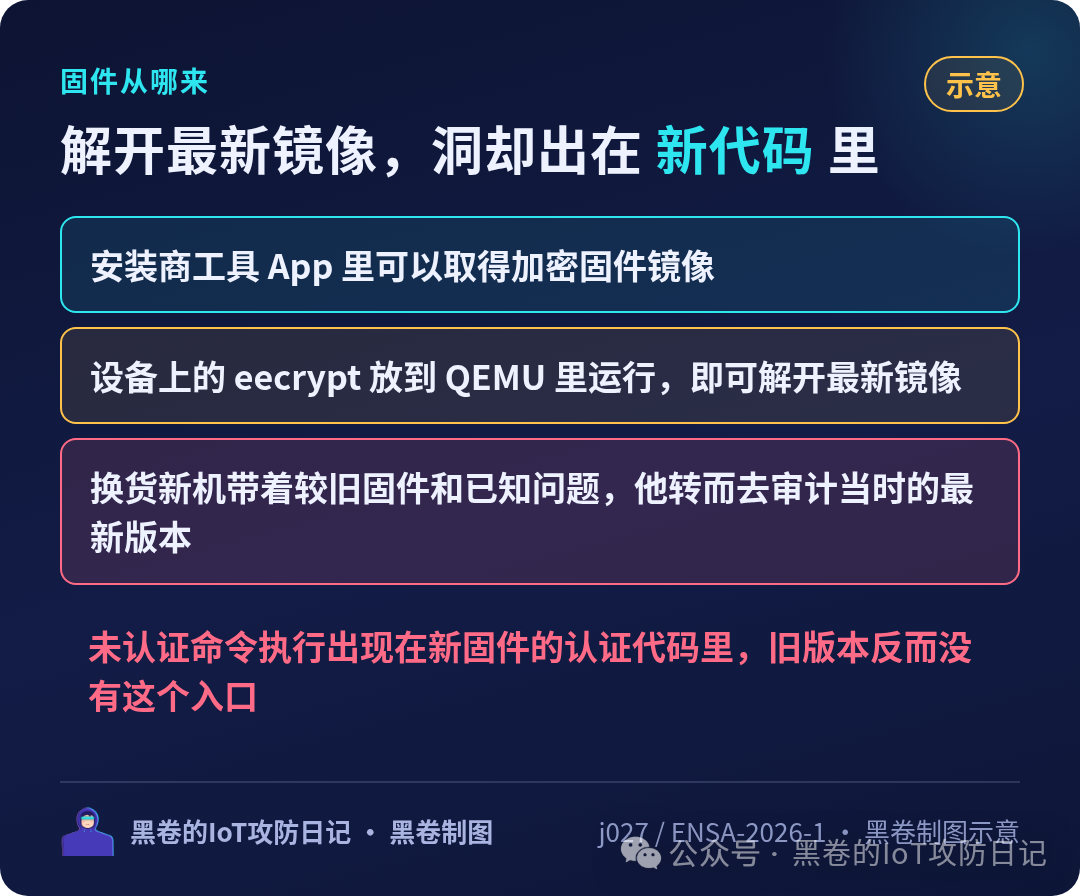 固件从哪来
示意
解开最新镜像，洞却出在 新代码 里
安装商工具 App 里可以取得加密固件镜像
设备上的 eecrypt 放到 QEMU 里运行，即可解开最新镜像
换货新机带着较旧固件和已知问题，他转而去审计当时的最
新版本
未认证命令执行出现在新固件的认证代码里，旧版本反而没
有这个入口
黑卷的IoT攻防日记 · 黑卷制图
j027 / ENSA-2026-1 · 黑卷制图示意
公众号 · 黑卷的IoT攻防日记